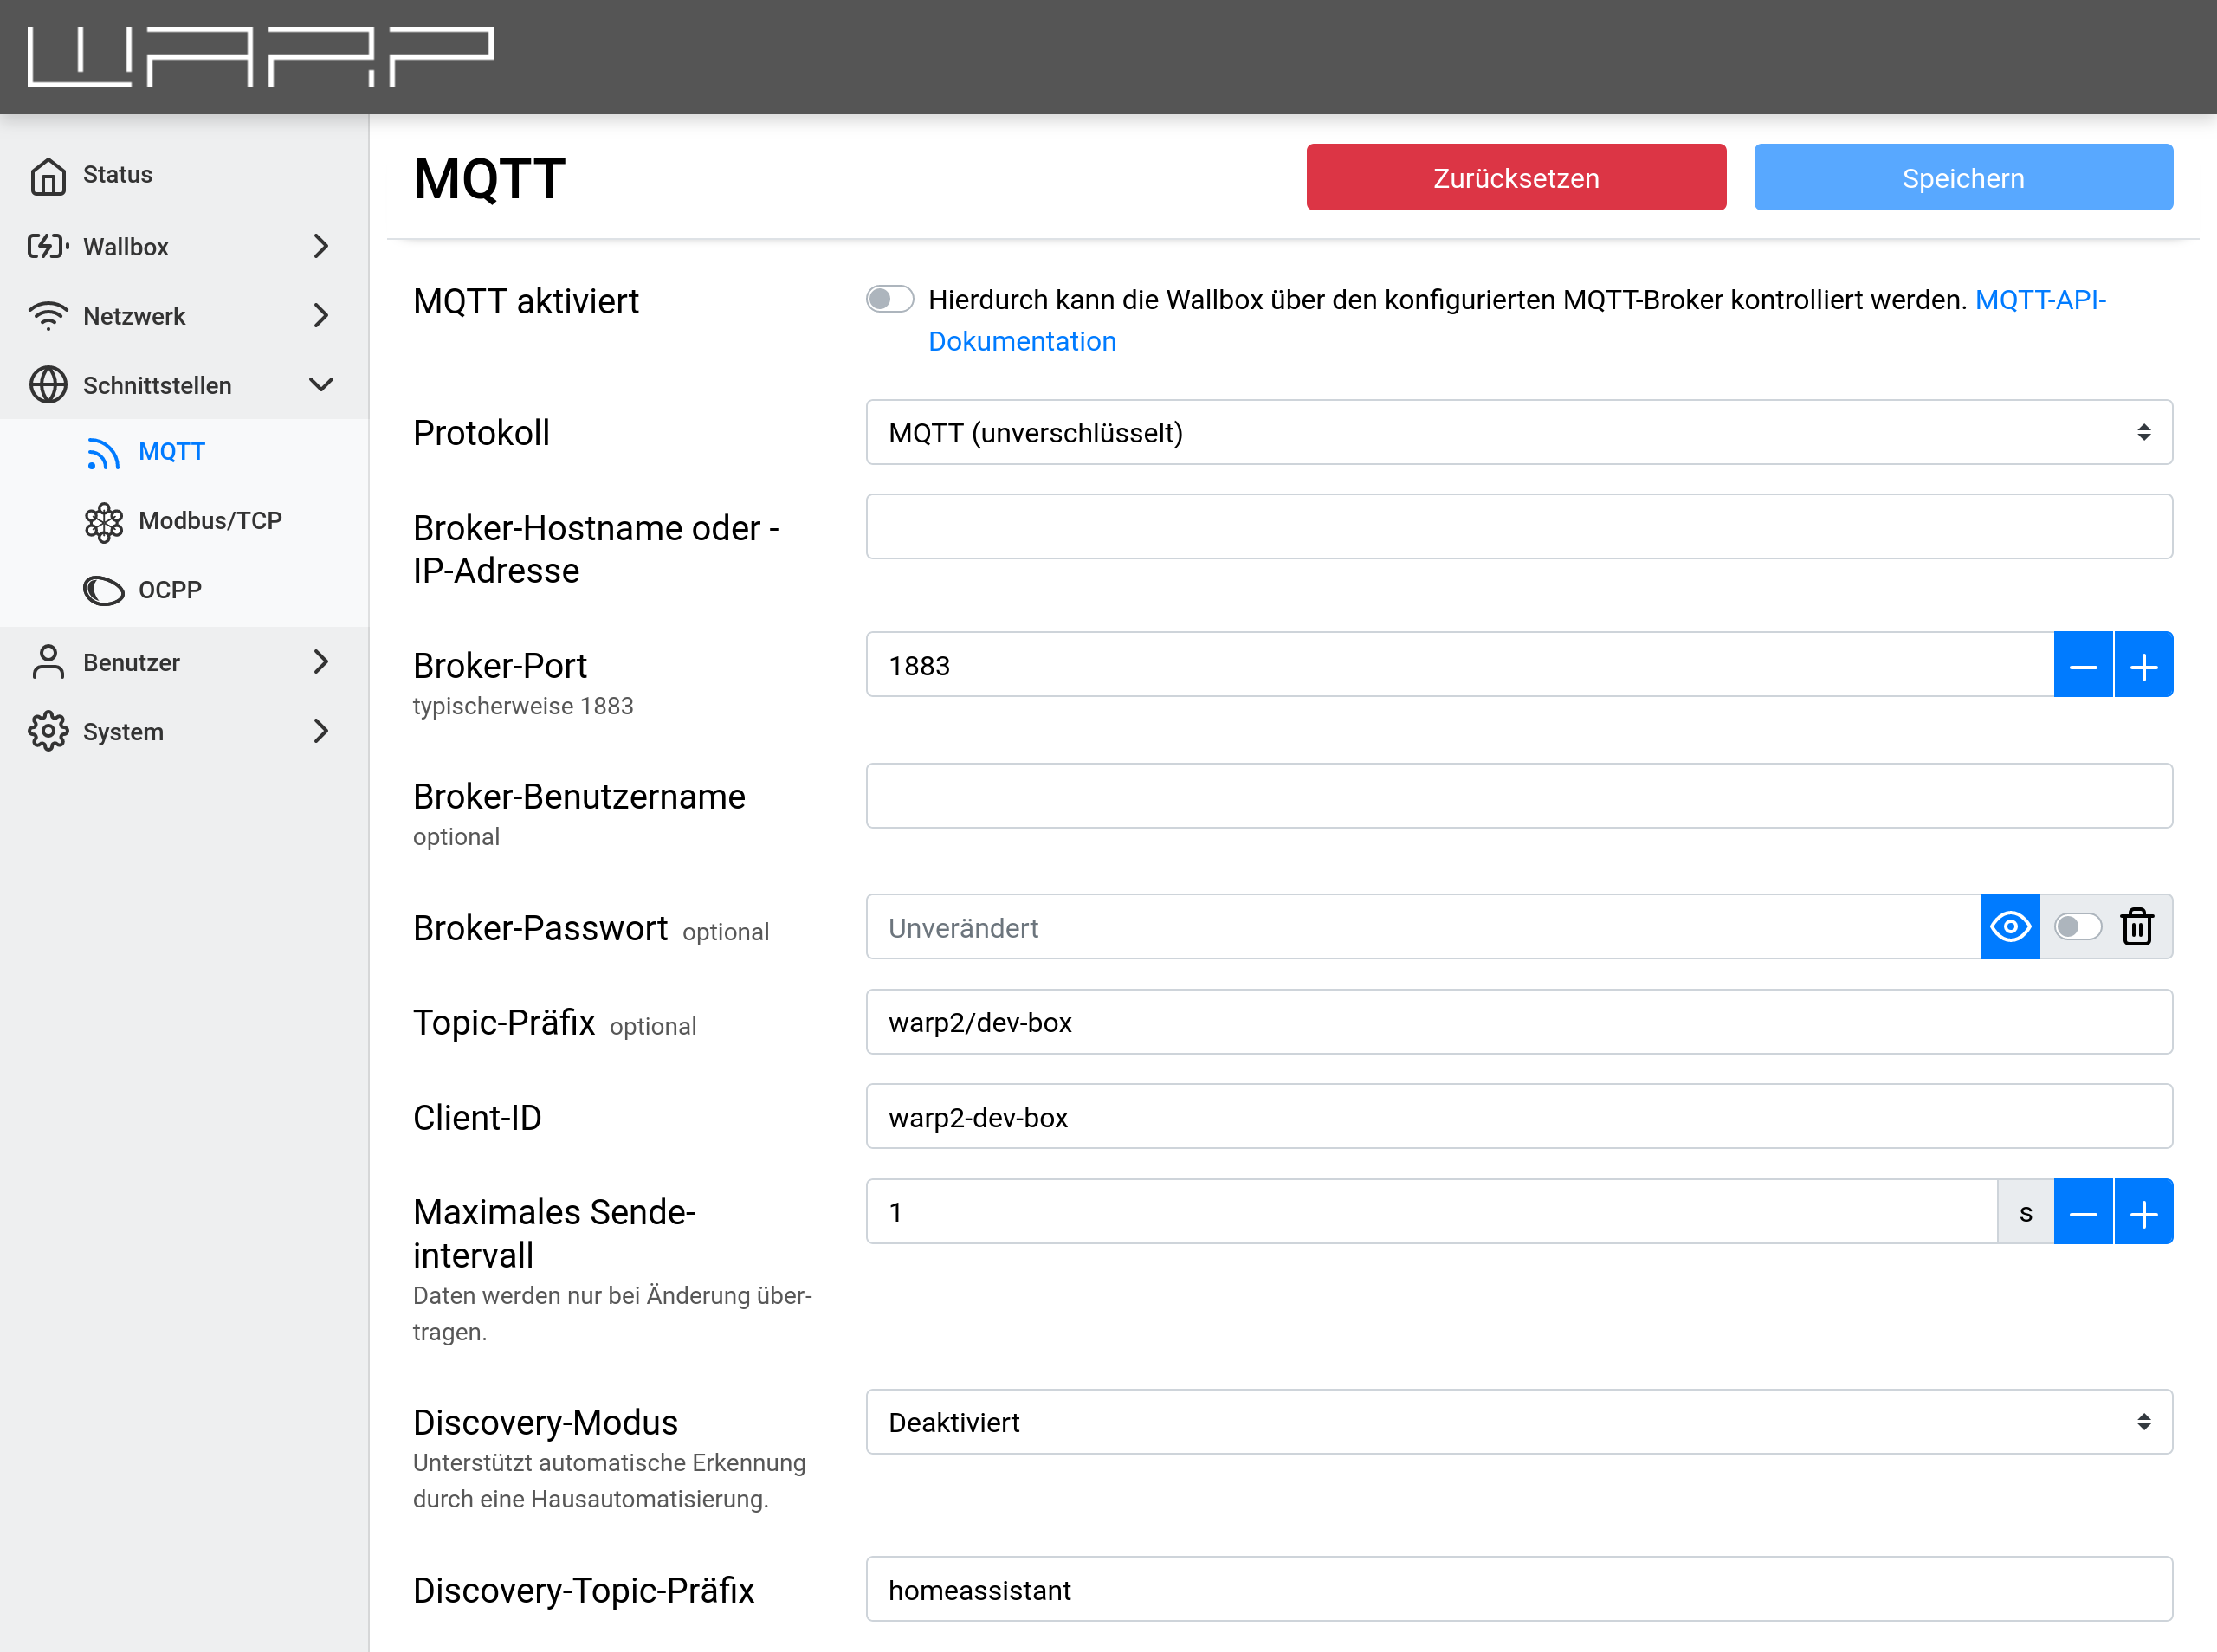 WARP
Status
Wallbox
Netzwerk
Schnittstellen
MQTT
Modbus/TCP
OCPP
Benutzer
System
MQTT
Zurücksetzen
Speichern
MQTT aktiviert
Hierdurch kann die Wallbox über den konfigurierten MQTT-Broker kontrolliert werden. MQTT-API-
Dokumentation
Protokoll
MQTT (unverschlüsselt)
Broker-Hostname oder -
IP-Adresse
Broker-Port
typischerweise 1883
1883
Broker-Benutzername
optional
Broker-Passwort optional
Unverändert
Topic-Präfix optional
warp2/dev-box
Client-ID
warp2-dev-box
Maximales Sende-
intervall
Daten werden nur bei Änderung über-
tragen.
1
s
Discovery-Modus
Unterstützt automatische Erkennung
durch eine Hausautomatisierung.
Deaktiviert
Discovery-Topic-Präfix
homeassistant